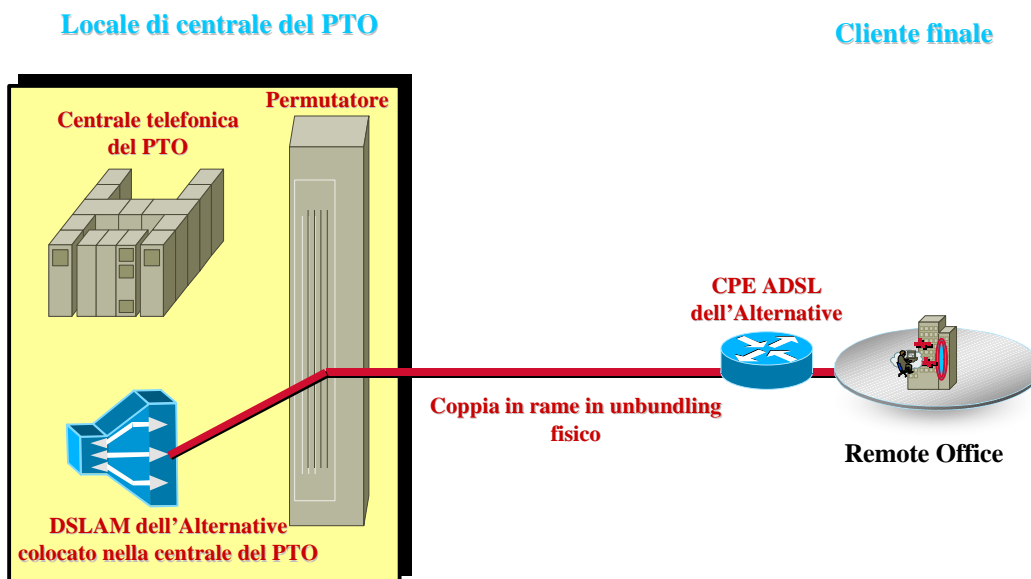 Locale di centrale del PTO
Cliente finale
Permutatore
Centrale telefonica
del PTO
CPE ADSL
dell’Alternative
Coppia in rame in unbundling
fisico
Remote Office
DSLAM dell’Alternative
colocato nella centrale del PTO